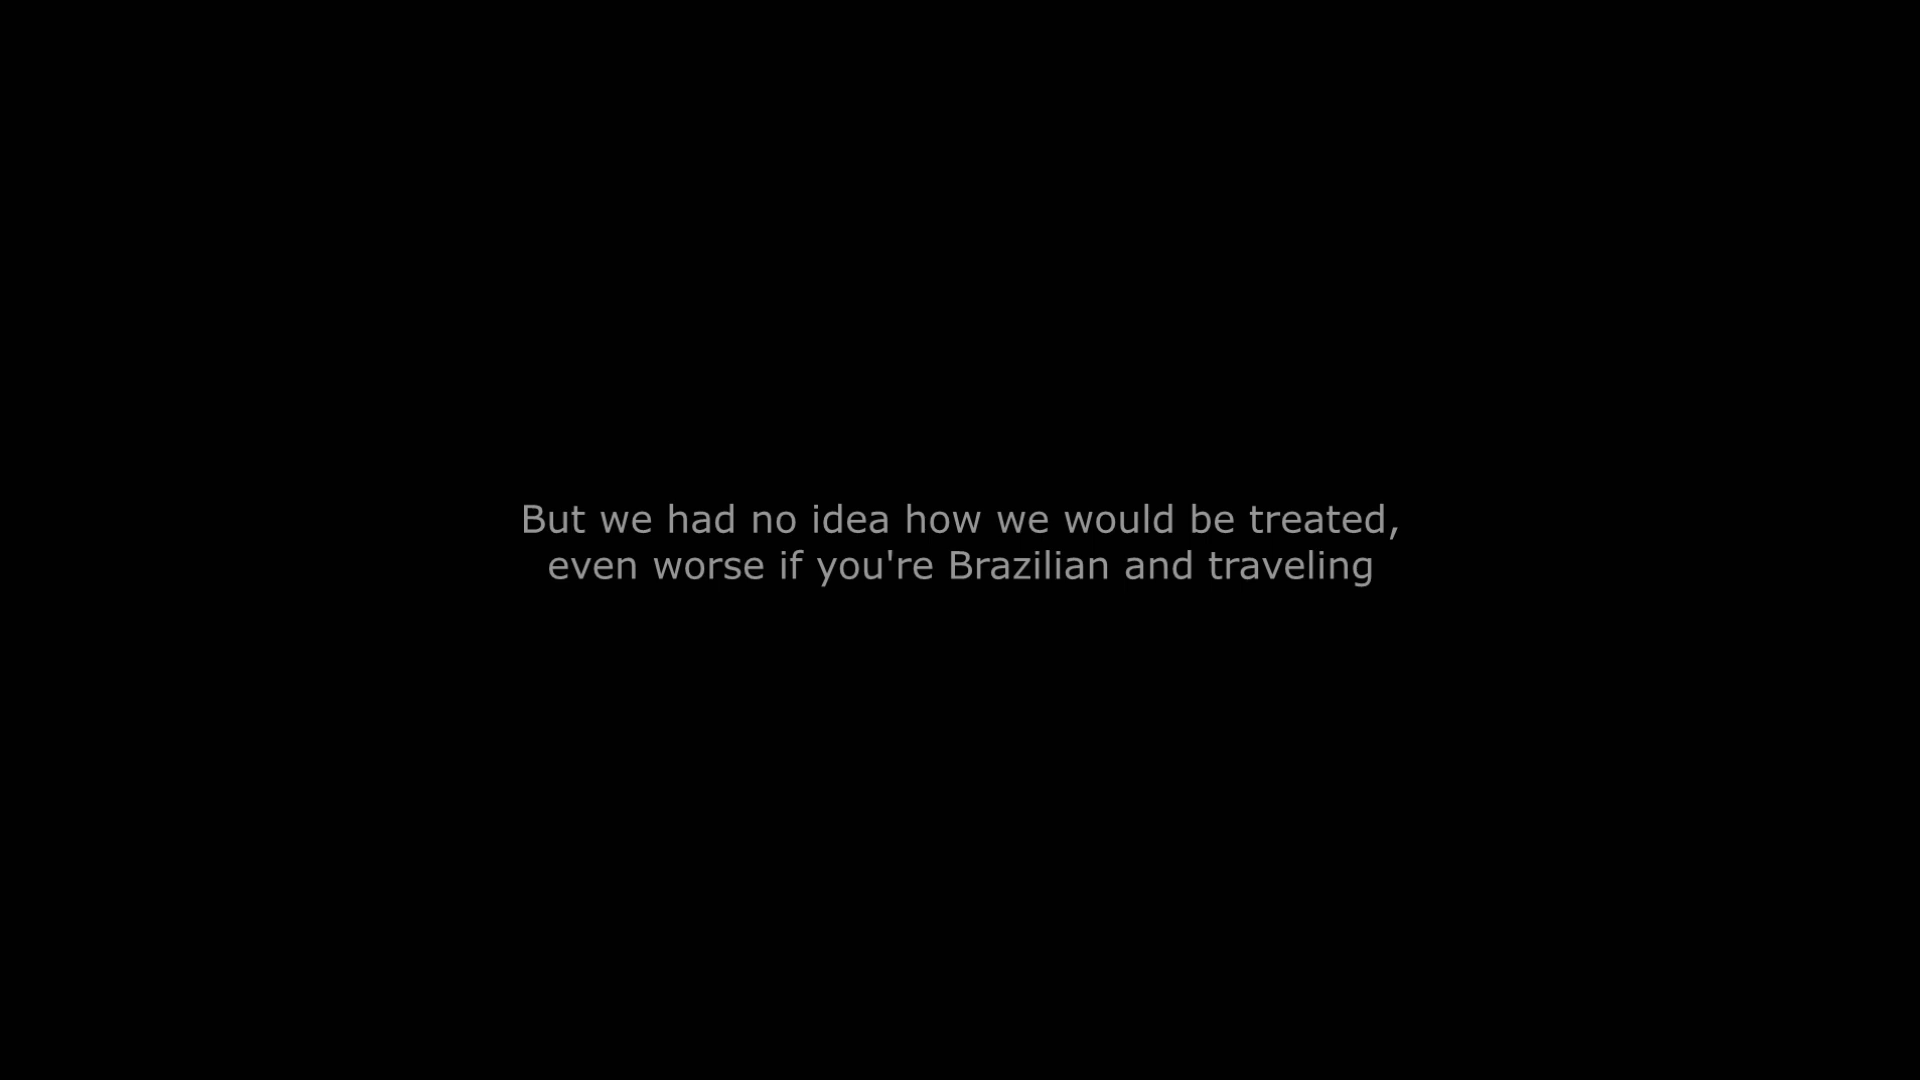 But we had no idea how we would be treated,
even worse if you're Brazilian and traveling